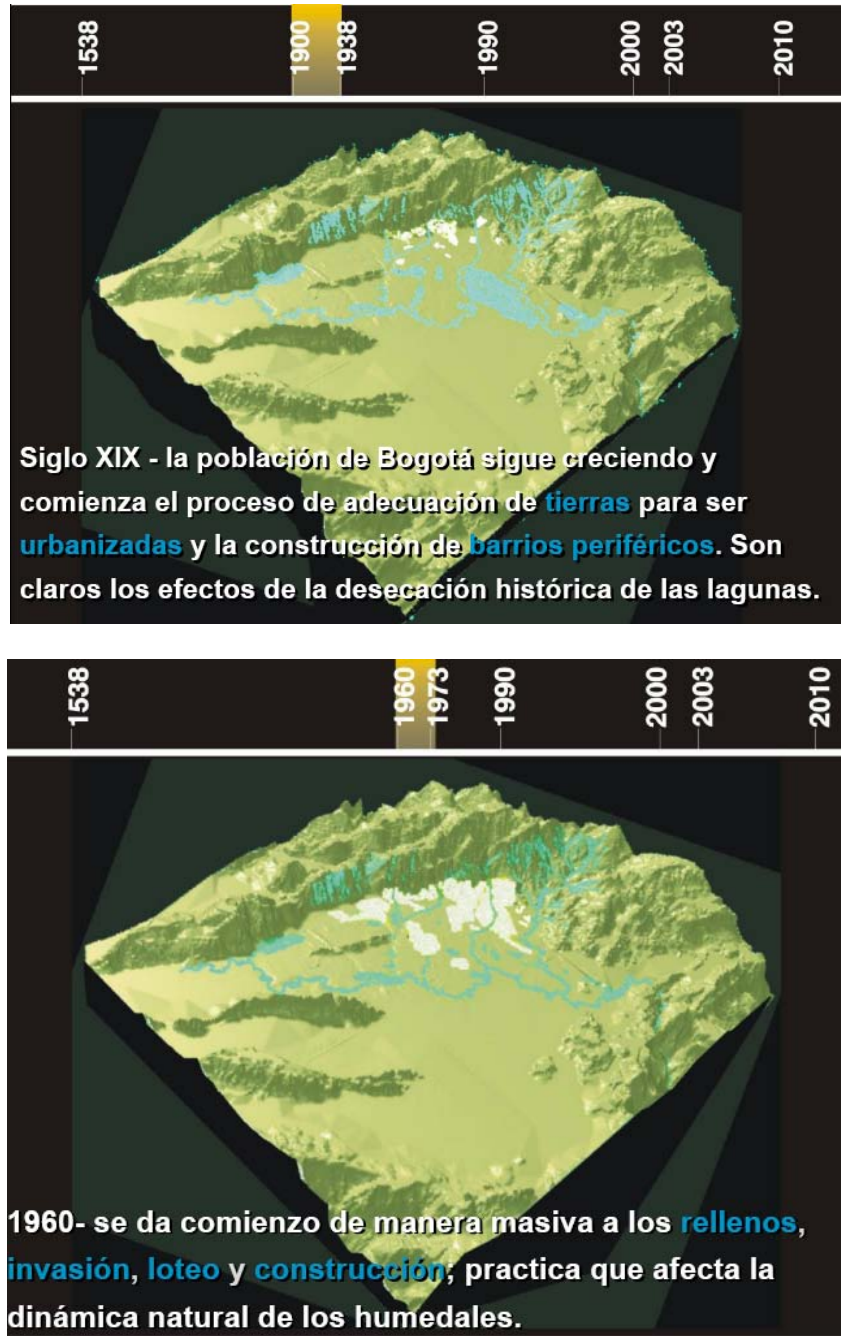 1538
1900
1938
1990
2000
2003
2010
Siglo XIX - la población de Bogotá sigue creciendo y
comienza el proceso de adecuación de tierras para ser
urbanizadas y la construcción de barrios periféricos. Son
claros los efectos de la desecación histórica de las lagunas.
1538
1960
1973
1990
2000
2003
2010
1960- se da comienzo de manera masiva a los rellenos,
invasión, loteo y construcción; practica que afecta la
dinámica natural de los humedales.